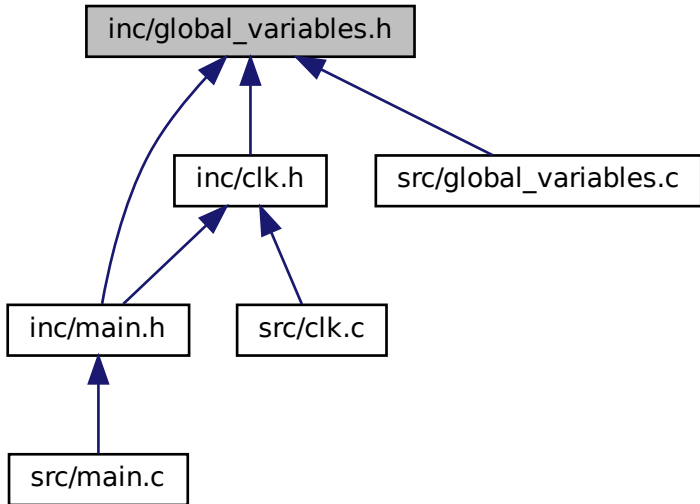 inc/global_variables.h
inc/clk.h
src/global_variables.c
inc/main.h
src/clk.c
src/main.c